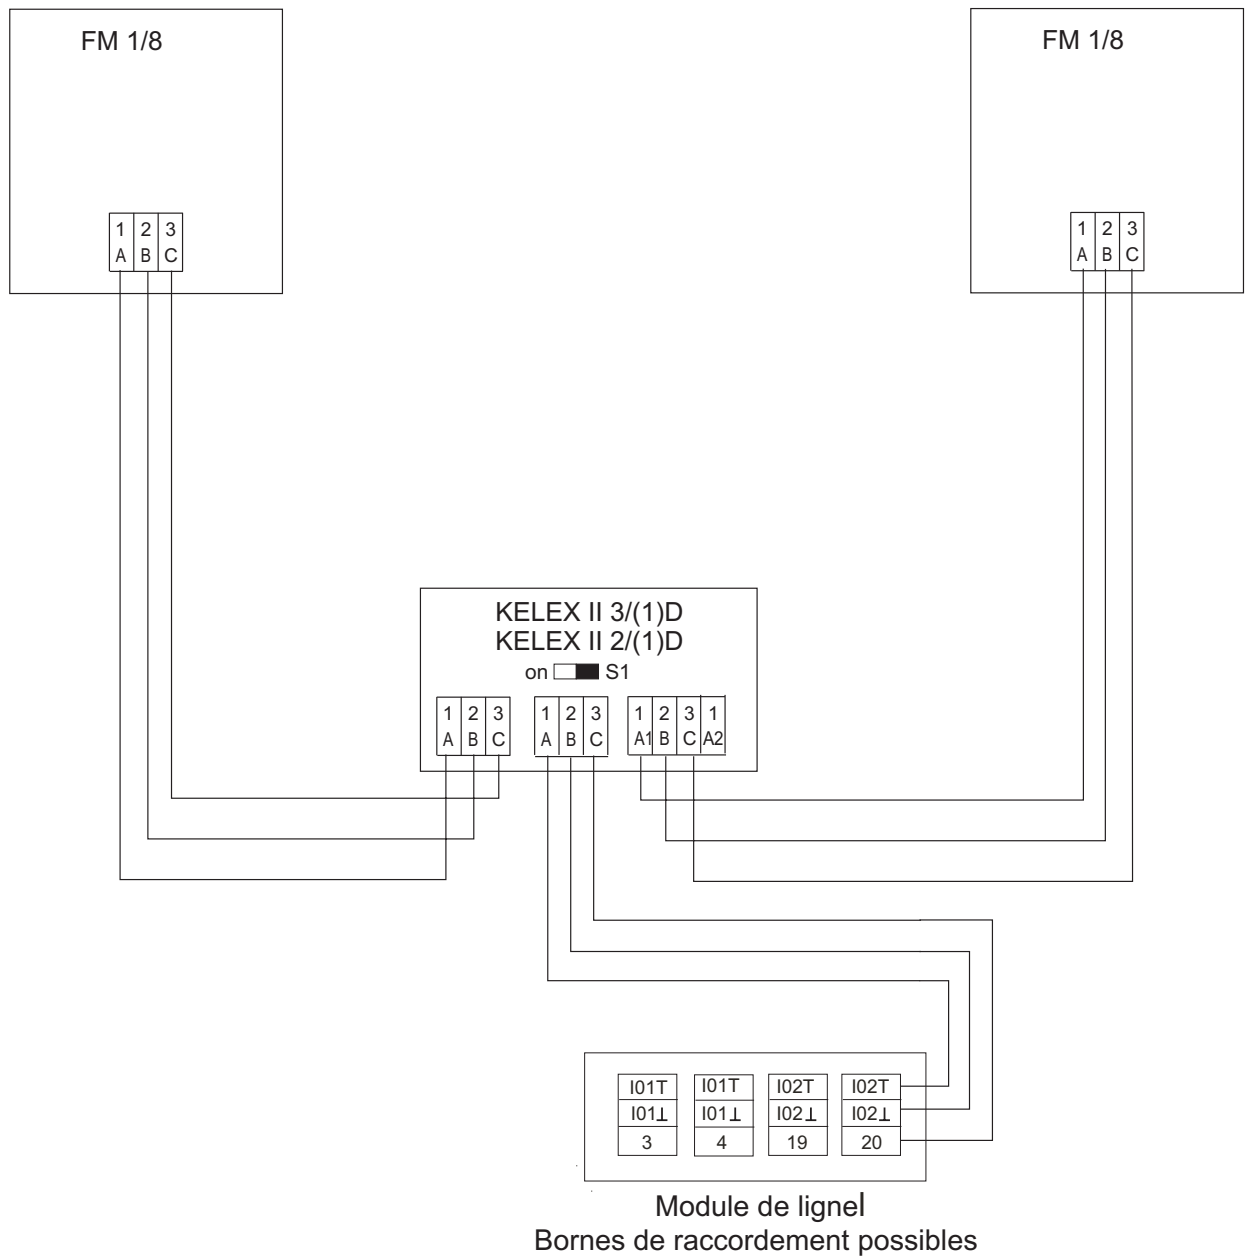 FM 1/8
FM 1/8
1 2 3
A B C
1 2 3
A B C
KELEX II 3/(1)D
KELEX II 2/(1)D
on S1
1 2 3
A B C
1 2 3
A B C
1 2 3 1
A1 B C A2
I01T I01T I02T I02T
I01⊥ I01⊥ I02⊥ I02⊥
3 4 19 20
Module de lignel
Bornes de raccordement possibles